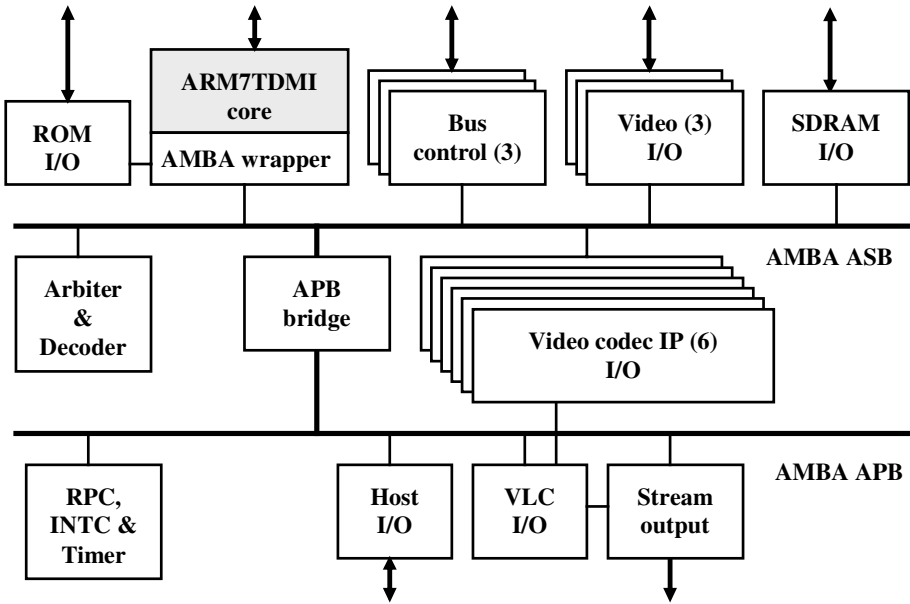 ROM
I/O
ARM7TDMI
core
AMBA wrapper
Bus
control (3)
Video (3)
I/O
SDRAM
I/O
AMBA ASB
Arbiter
&
Decoder
APB
bridge
Video codec IP (6)
I/O
AMBA APB
RPC,
INTC &
Timer
Host
I/O
VLC
I/O
Stream
output